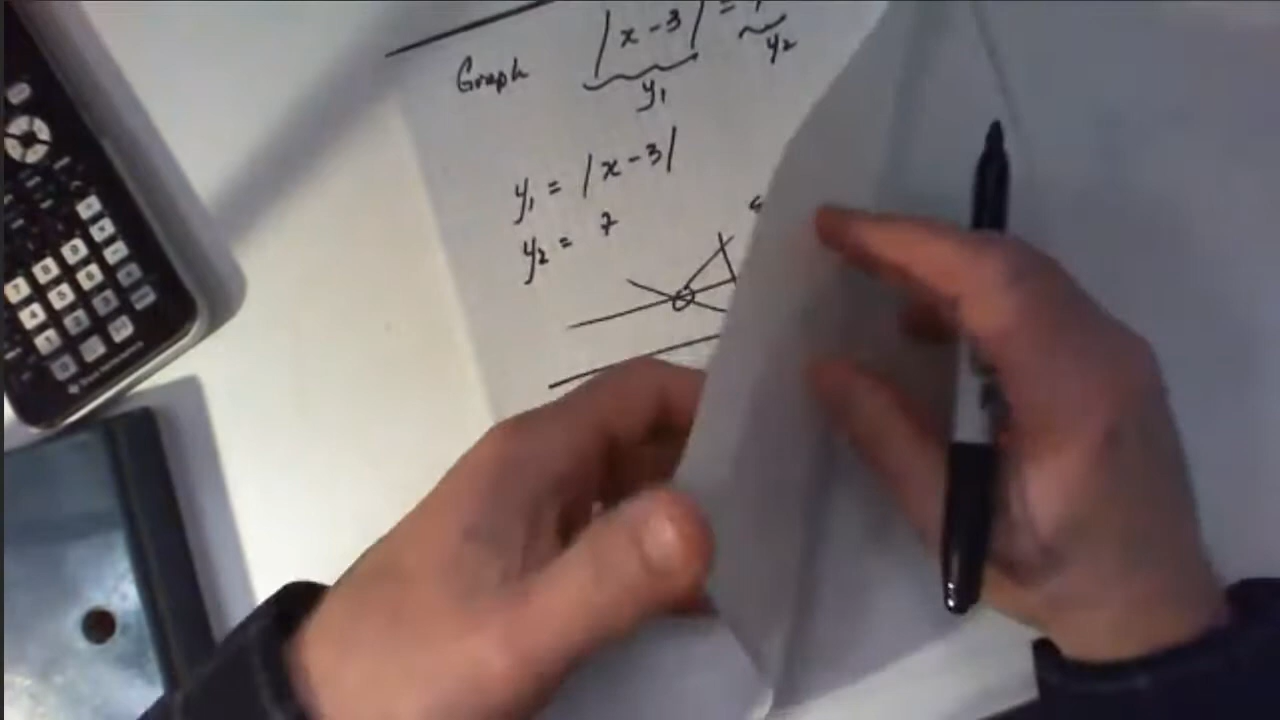 Graph |x-3| =
y₁ y₂
y₁ = |x-3|
y₂ = 7